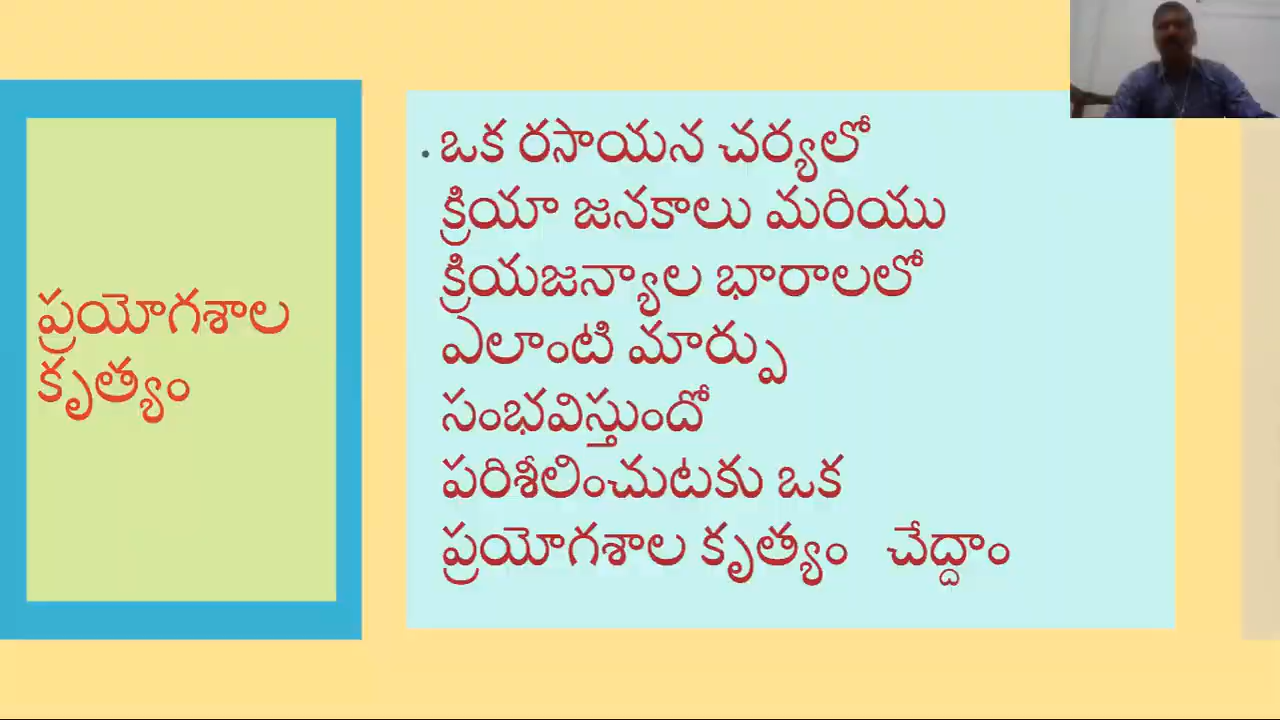 ప్రయోగశాల
కృత్యం
• ఒక రసాయన చర్యలో
క్రియా జనకాలు మరియు
క్రియజన్యాల భారాలలో
ఎలాంటి మార్పు
సంభవిస్తుందో
పరిశీలించుటకు ఒక
ప్రయోగశాల కృత్యం చేద్దాం